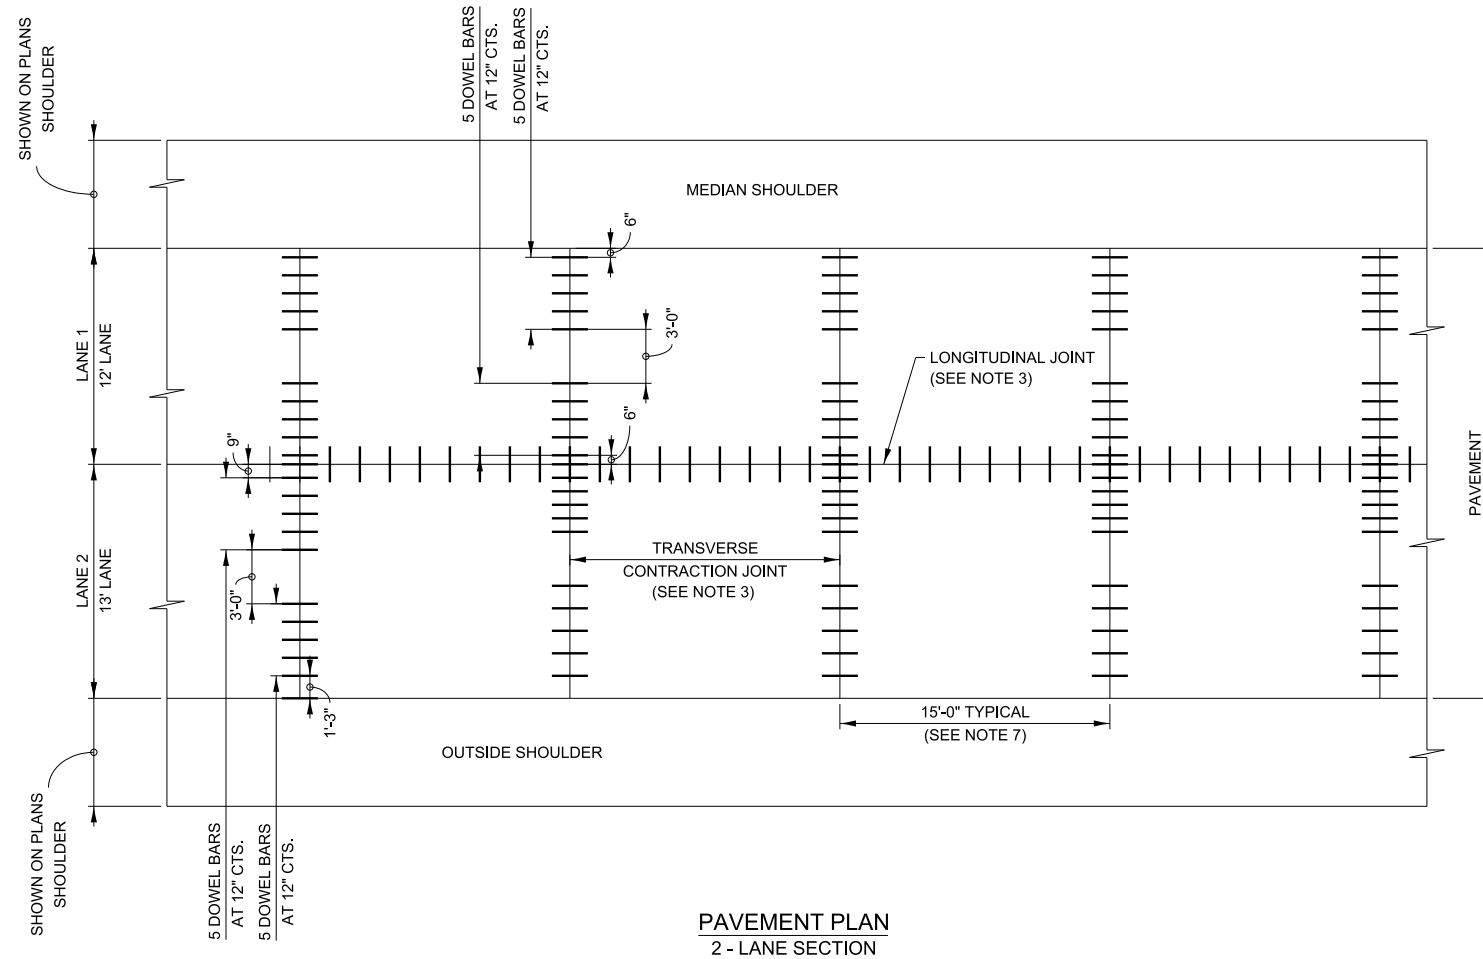 SHOWN ON PLANS
SHOULDER
5 DOWEL BARS
AT 12" CTS.
5 DOWEL BARS
AT 12" CTS.
MEDIAN SHOULDER
6"
3'-0"
LANE 1
12' LANE
LONGITUDINAL JOINT
(SEE NOTE 3)
6"
9"
PAVEMENT
TRANSVERSE
CONTRACTION JOINT
(SEE NOTE 3)
LANE 2
13' LANE
3'-0"
1'-3"
15'-0" TYPICAL
(SEE NOTE 7)
OUTSIDE SHOULDER
SHOWN ON PLANS
SHOULDER
5 DOWEL BARS
AT 12" CTS.
5 DOWEL BARS
AT 12" CTS.
PAVEMENT PLAN
2 - LANE SECTION